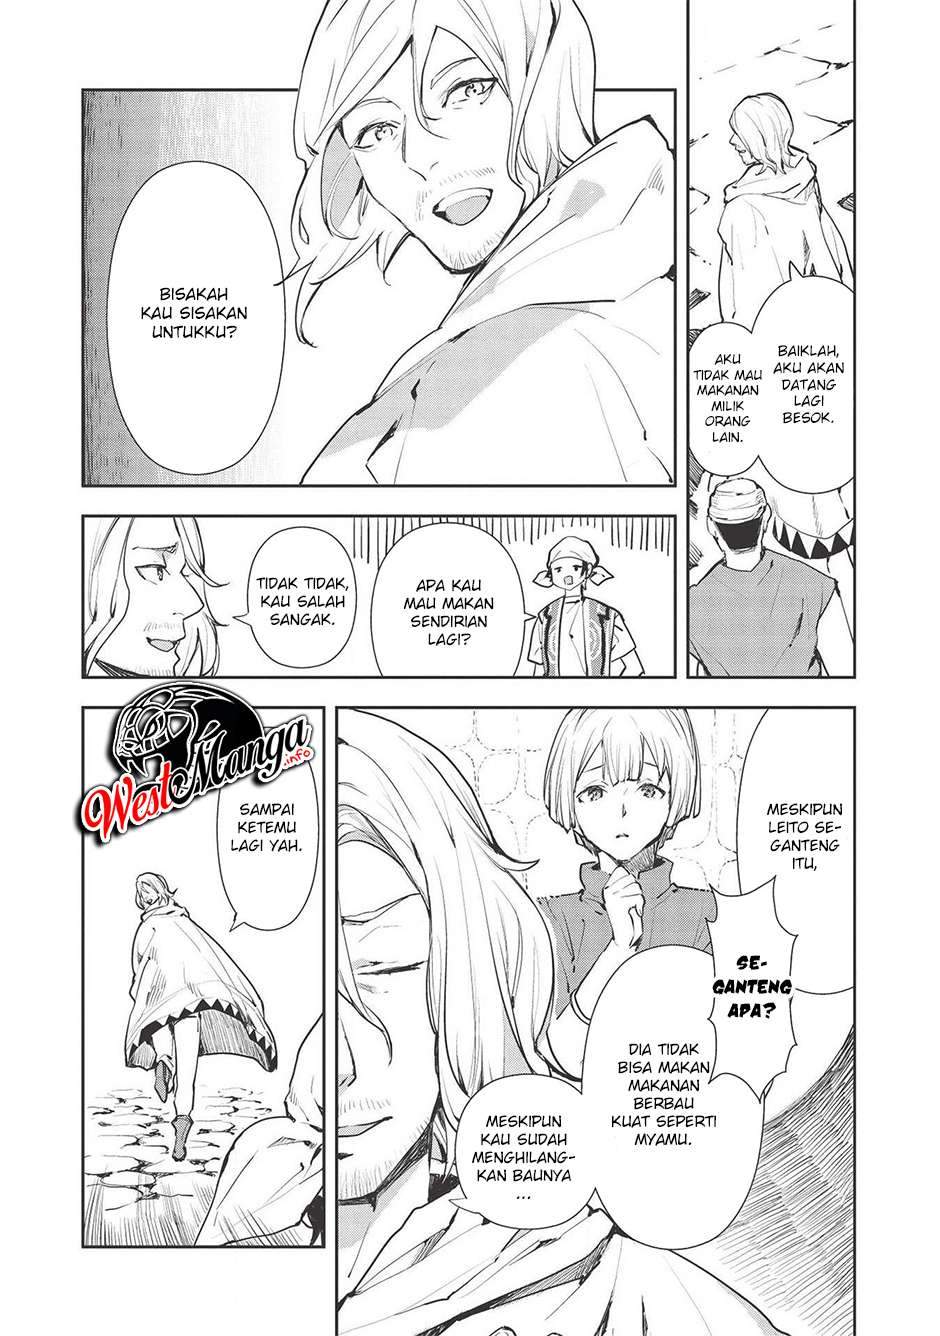 BAIKLAH,
AKU AKAN
DATANG
LAGI
BESOK.
AKU
TIDAK MAU
MAKANAN
MILIK
ORANG
LAIN.
BISAKAH
KAU SISAKAN
UNTUKKU?
APA KAU
MAU MAKAN
SENDIRIAN
LAGI?
TIDAK TIDAK,
KAU SALAH
SANGAK.
MESKIPUN
LEITO SE-
GANTENG
ITU,
SE-
GANTENG
APA?
DIA TIDAK
BISA MAKAN
MAKANAN
BERBAU
KUAT SEPERTI
MYAMU.
MESKIPUN
KAU SUDAH
MENGHILANG-
KAN BAUNYA
...
WestManga
.info
SAMPAI
KETEMU
LAGI YAH.